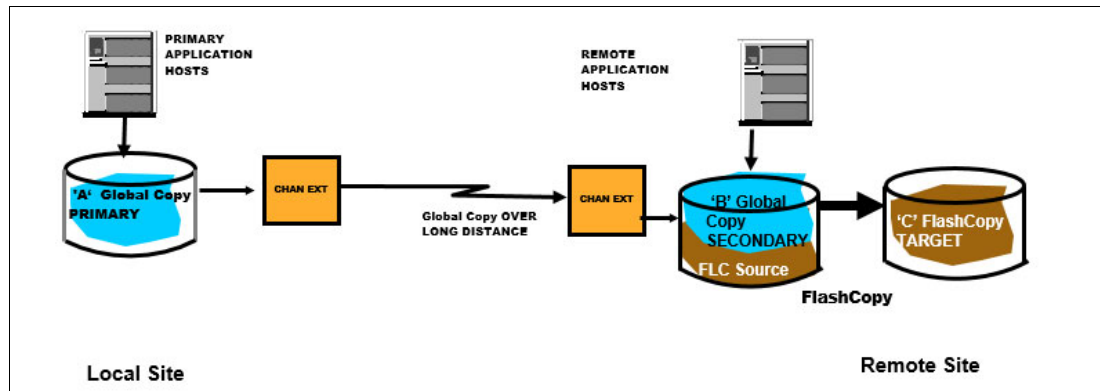 PRIMARY
APPLICATION
HOSTS
REMOTE
APPLICATION
HOSTS
'A' Global Copy
PRIMARY
CHAN EXT
Global Copy OVER
LONG DISTANCE
CHAN EXT
'B' Global
Copy
SECONDARY
FLC Source
'C' FlashCopy
TARGET
FlashCopy
Local Site
Remote Site